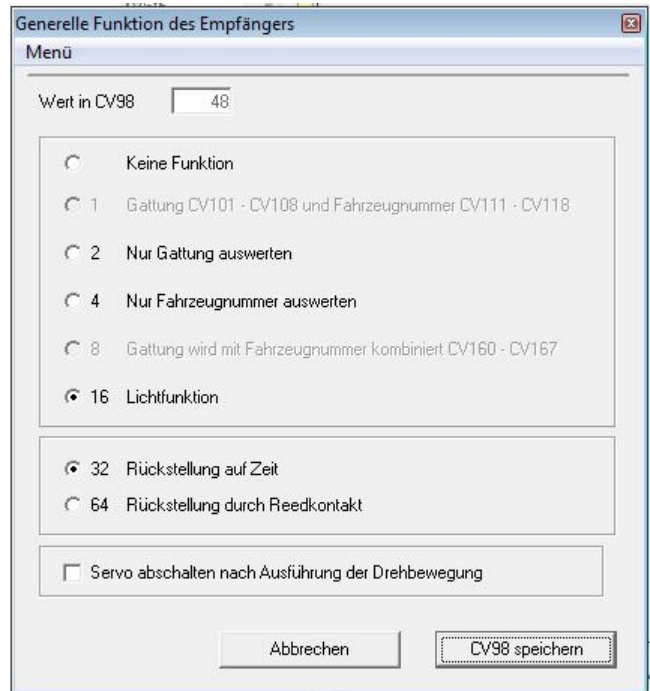 Generelle Funktion des Empfängers
Menü
Wert in CV98 48
Keine Funktion
1 Gattung CV101 - CV108 und Fahrzeugnummer CV111 - CV118
2 Nur Gattung auswerten
4 Nur Fahrzeugnummer auswerten
8 Gattung wird mit Fahrzeugnummer kombiniert CV160 - CV167
16 Lichtfunktion
32 Rückstellung auf Zeit
64 Rückstellung durch Reedkontakt
Servo abschalten nach Ausführung der Drehbewegung
Abbrechen CV98 speichern